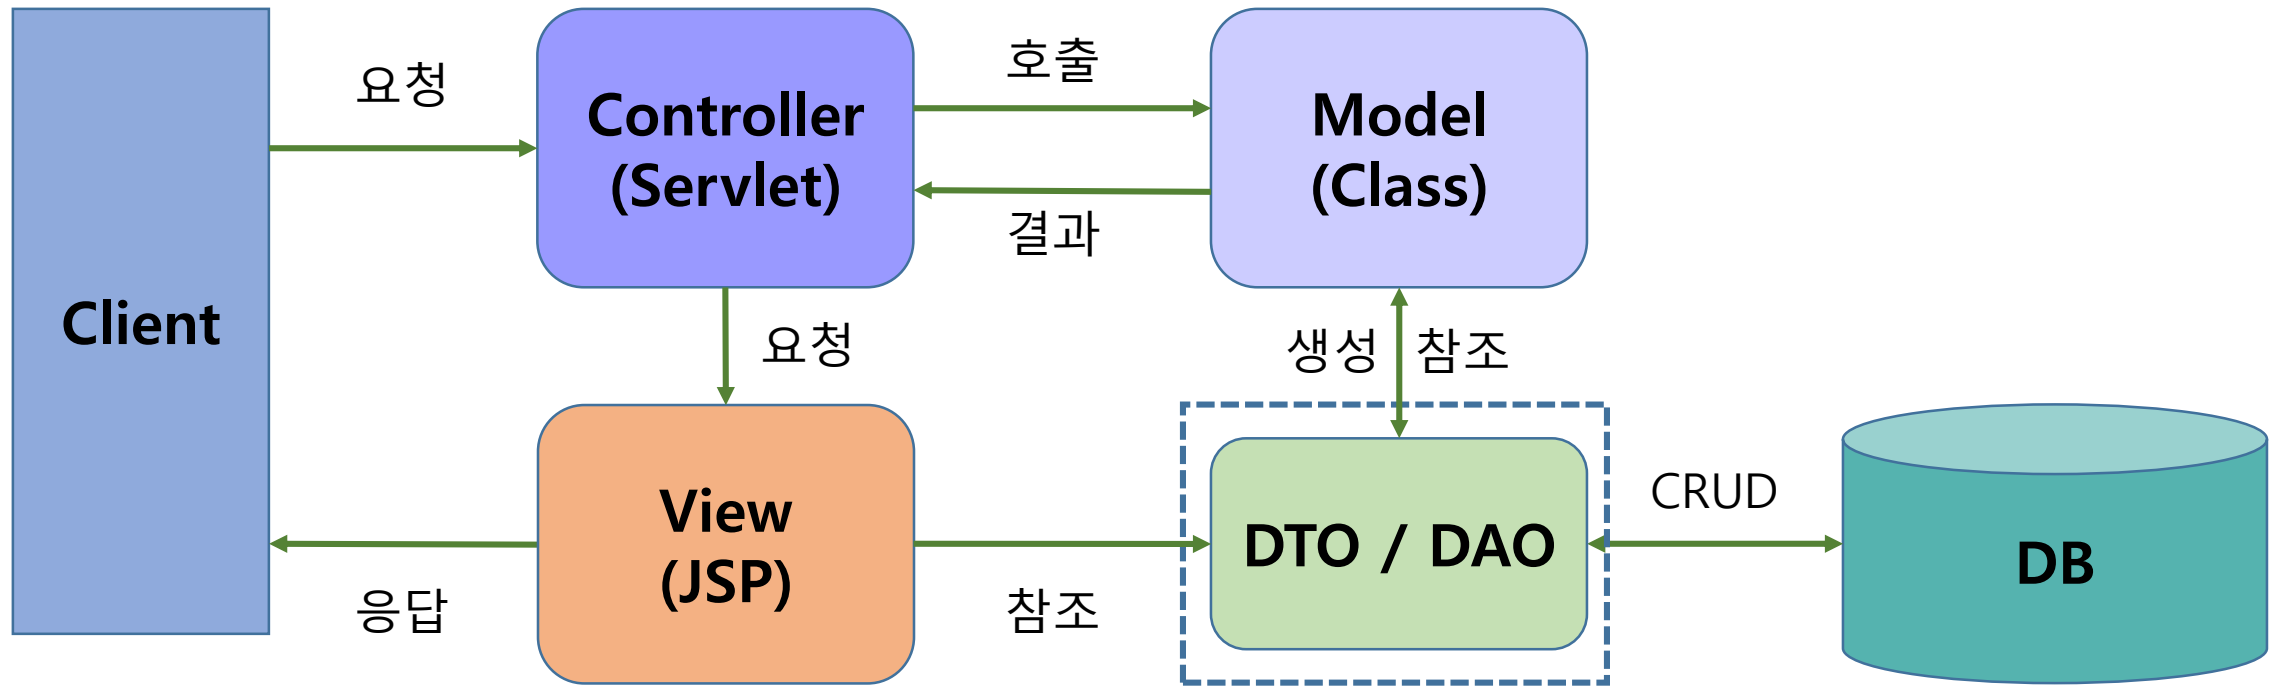 Client
요청
Controller
(Servlet)
호출
결과
Model
(Class)
요청
생성 참조
View
(JSP)
응답
참조
DTO / DAO
CRUD
DB